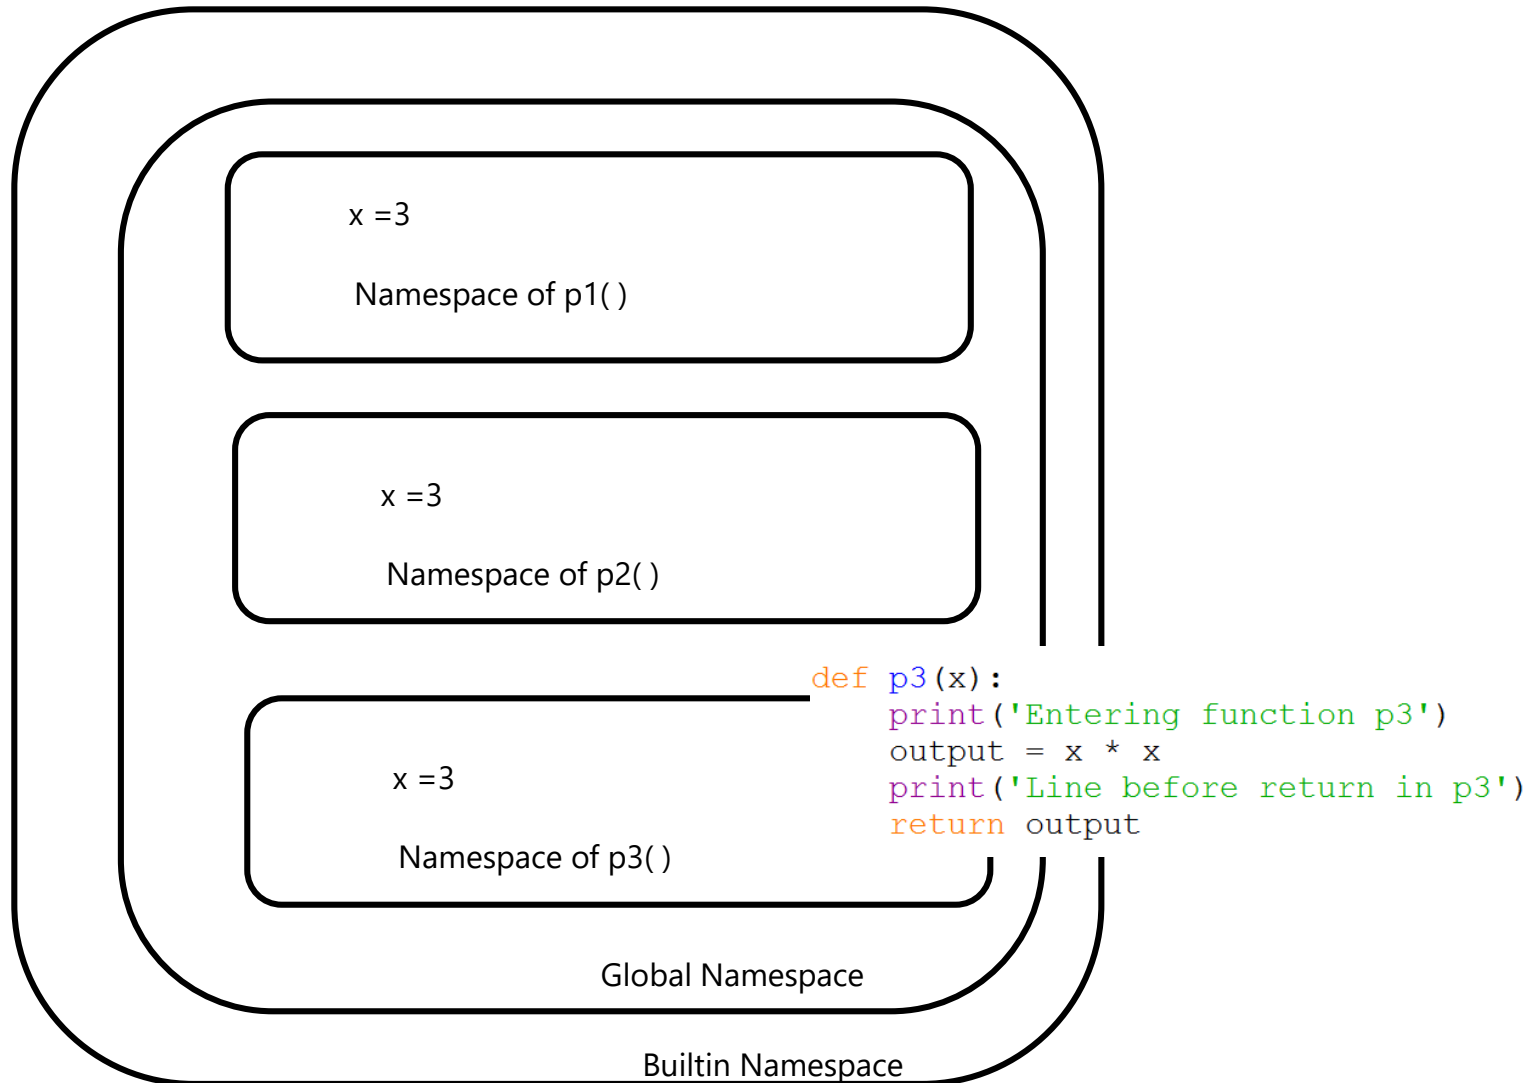 x =3
Namespace of p1( )
x =3
Namespace of p2( )
def p3(x):
print('Entering function p3')
output = x * x
print('Line before return in p3')
return output
x =3
Namespace of p3( )
Global Namespace
Builtin Namespace